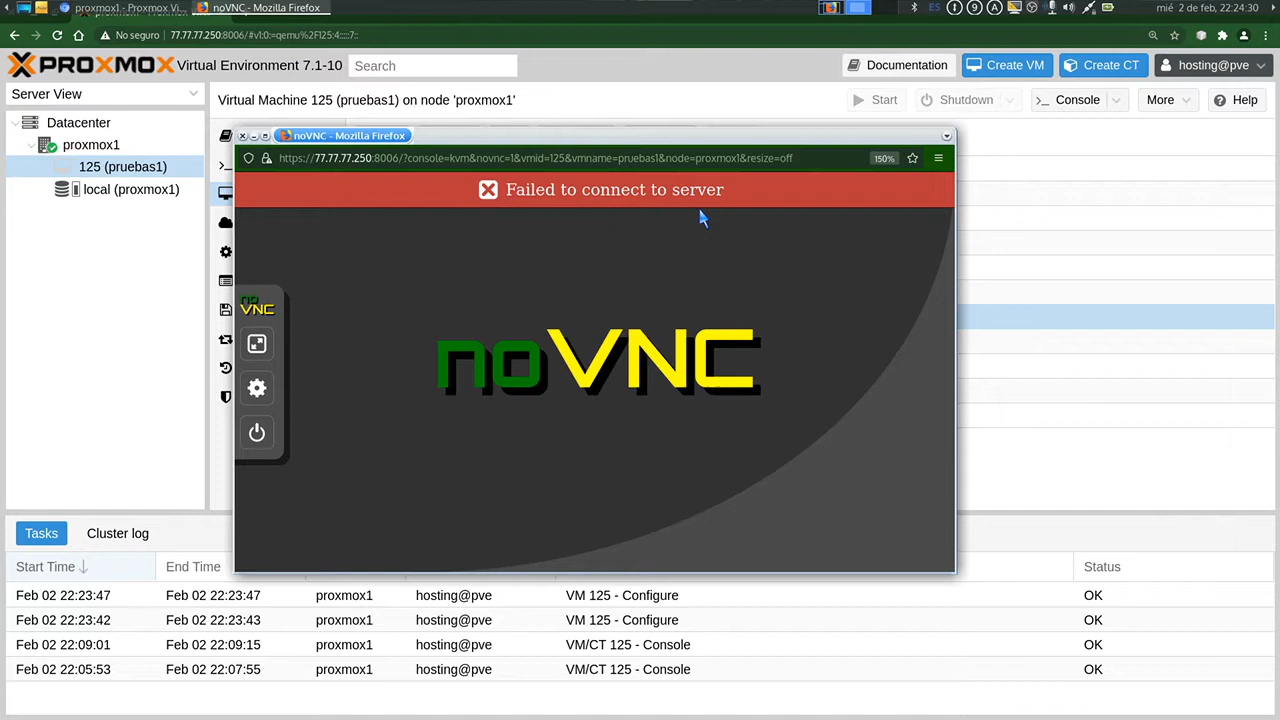 proxmox1 - Proxmox Vi...
noVNC - Mozilla Firefox
ES
mié 2 de feb, 22:24:30
No seguro
77.77.77.250:8006/#v1:0:=qemu%2F125:4:::::7::
PROXMOX Virtual Environment 7.1-10
Search
Documentation
Create VM
Create CT
hosting@pve
Server View
Virtual Machine 125 (pruebas1) on node 'proxmox1'
Start
Shutdown
Console
More
Help
Datacenter
proxmox1
125 (pruebas1)
local (proxmox1)
noVNC - Mozilla Firefox
https://77.77.77.250:8006/?console=kvm&novnc=1&vmid=125&vmname=pruebas1&node=proxmox1&resize=off
150%
Failed to connect to server
no
VNC
noVNC
Tasks
Cluster log
Start Time
End Time
Status
Feb 02 22:23:47 Feb 02 22:23:47 proxmox1 hosting@pve VM 125 - Configure OK
Feb 02 22:23:42 Feb 02 22:23:43 proxmox1 hosting@pve VM 125 - Configure OK
Feb 02 22:09:01 Feb 02 22:09:15 proxmox1 hosting@pve VM/CT 125 - Console OK
Feb 02 22:05:53 Feb 02 22:07:55 proxmox1 hosting@pve VM/CT 125 - Console OK